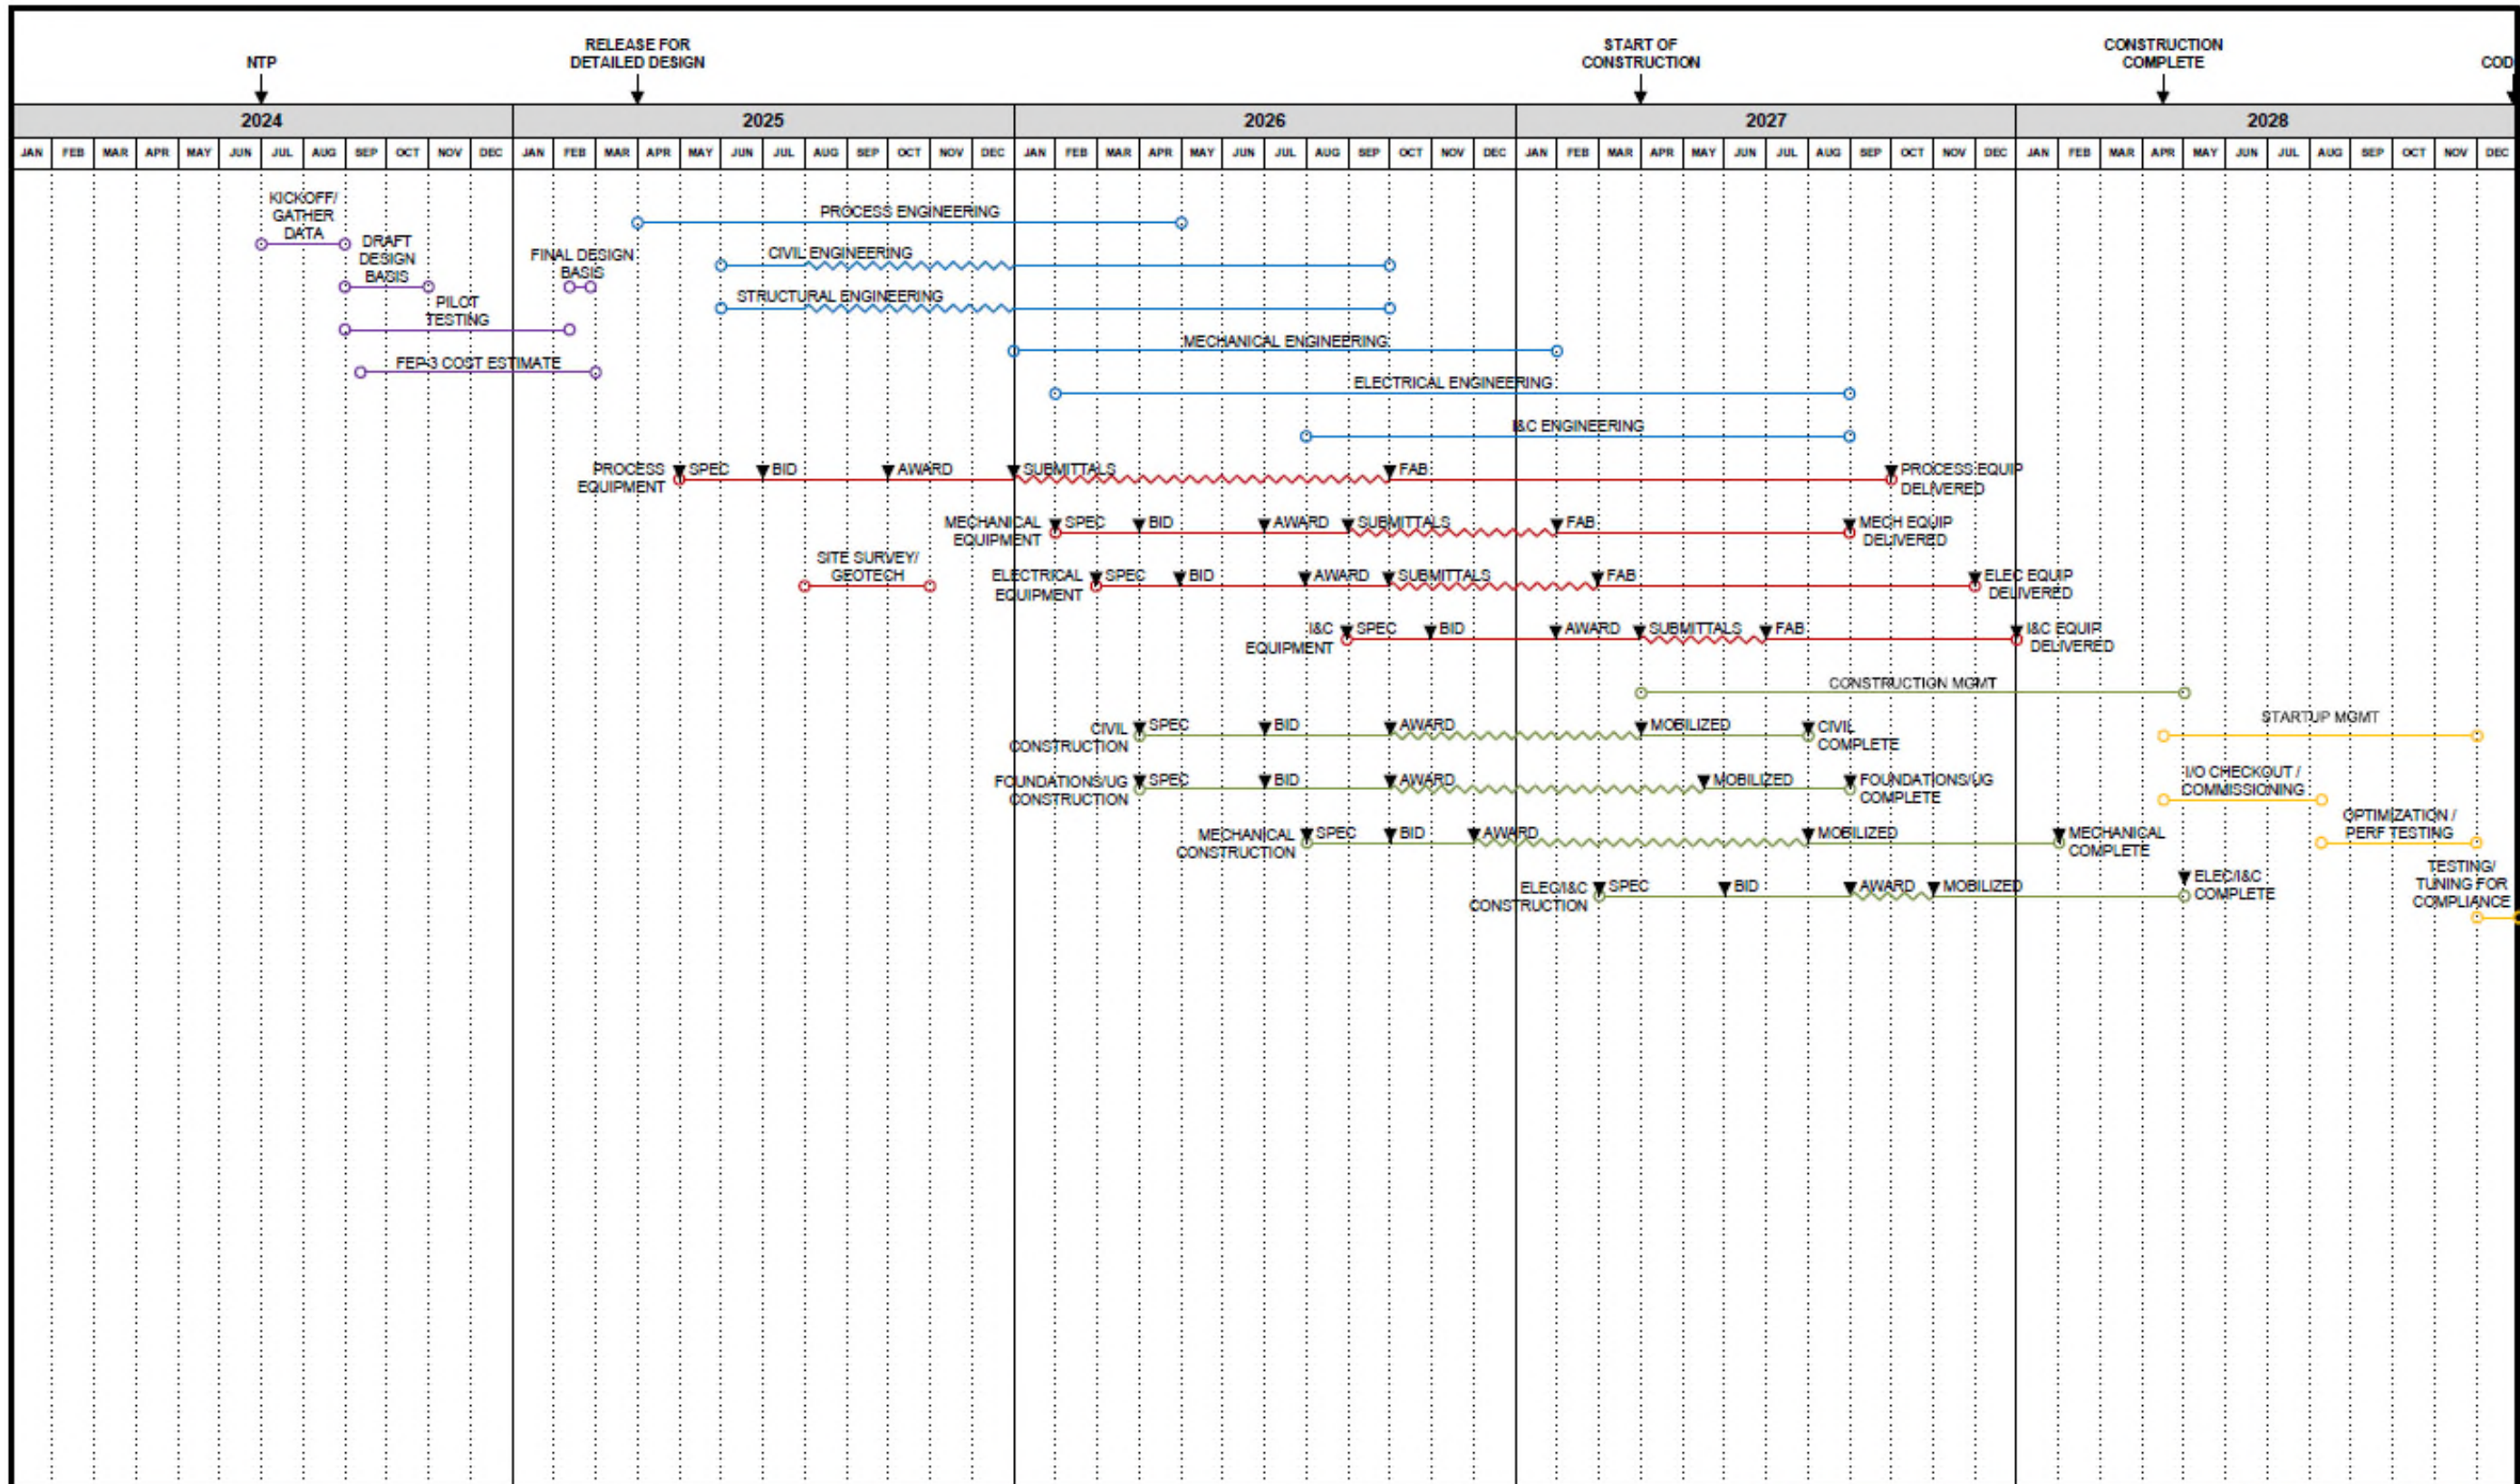 NTP
RELEASE FOR
DETAILED DESIGN
START OF
CONSTRUCTION
CONSTRUCTION
COMPLETE
COD
2024 2025 2026 2027 2028
JAN FEB MAR APR MAY JUN JUL AUG SEP OCT NOV DEC JAN FEB MAR APR MAY JUN JUL AUG SEP OCT NOV DEC JAN FEB MAR APR MAY JUN JUL AUG SEP OCT NOV DEC JAN FEB MAR APR MAY JUN JUL AUG SEP OCT NOV DEC JAN FEB MAR APR MAY JUN JUL AUG SEP OCT NOV DEC
KICKOFF/
GATHER
DATA
DRAFT
DESIGN
BASIS
PILOT
TESTING
FEP-3 COST ESTIMATE
FINAL DESIGN
BASIS
PROCESS ENGINEERING
CIVIL ENGINEERING
STRUCTURAL ENGINEERING
MECHANICAL ENGINEERING
ELECTRICAL ENGINEERING
I&C ENGINEERING
PROCESS
EQUIPMENT
SPEC BID AWARD SUBMITTALS FAB
PROCESS EQUIP
DELIVERED
MECHANICAL
EQUIPMENT
SPEC BID AWARD SUBMITTALS FAB
MECH EQUIP
DELIVERED
SITE SURVEY/
GEOTECH
ELECTRICAL
EQUIPMENT
SPEC BID AWARD SUBMITTALS FAB
ELEC EQUIP
DELIVERED
I&C
EQUIPMENT
SPEC BID AWARD SUBMITTALS FAB
I&C EQUIP
DELIVERED
CONSTRUCTION MGMT
CIVIL
CONSTRUCTION
SPEC BID AWARD MOBILIZED
CIVIL
COMPLETE
STARTUP MGMT
FOUNDATIONS/UG
CONSTRUCTION
SPEC BID AWARD MOBILIZED
FOUNDATIONS/UG
COMPLETE
I/O CHECKOUT /
COMMISSIONING
MECHANICAL
CONSTRUCTION
SPEC BID AWARD MOBILIZED
MECHANICAL
COMPLETE
OPTIMIZATION /
PERF TESTING
ELEC/I&C
CONSTRUCTION
SPEC BID AWARD MOBILIZED
ELEC/I&C
COMPLETE
TESTING/
TUNING FOR
COMPLIANCE